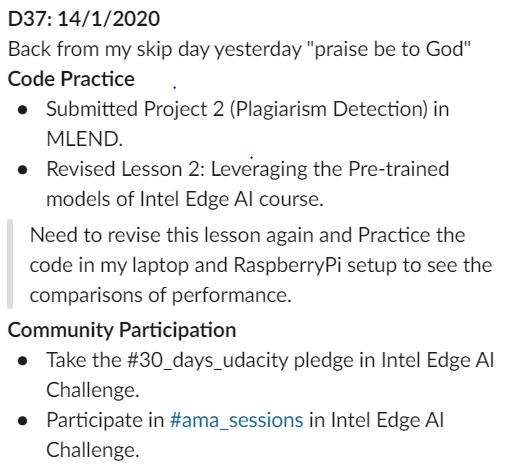 D37: 14/1/2020
Back from my skip day yesterday "praise be to God"
Code Practice
● Submitted Project 2 (Plagiarism Detection) in
MLEND.
● Revised Lesson 2: Leveraging the Pre-trained
models of Intel Edge AI course.
Need to revise this lesson again and Practice the
code in my laptop and RaspberryPi setup to see the
comparisons of performance.
Community Participation
● Take the #30_days_udacity pledge in Intel Edge AI
Challenge.
● Participate in #ama_sessions in Intel Edge AI
Challenge.